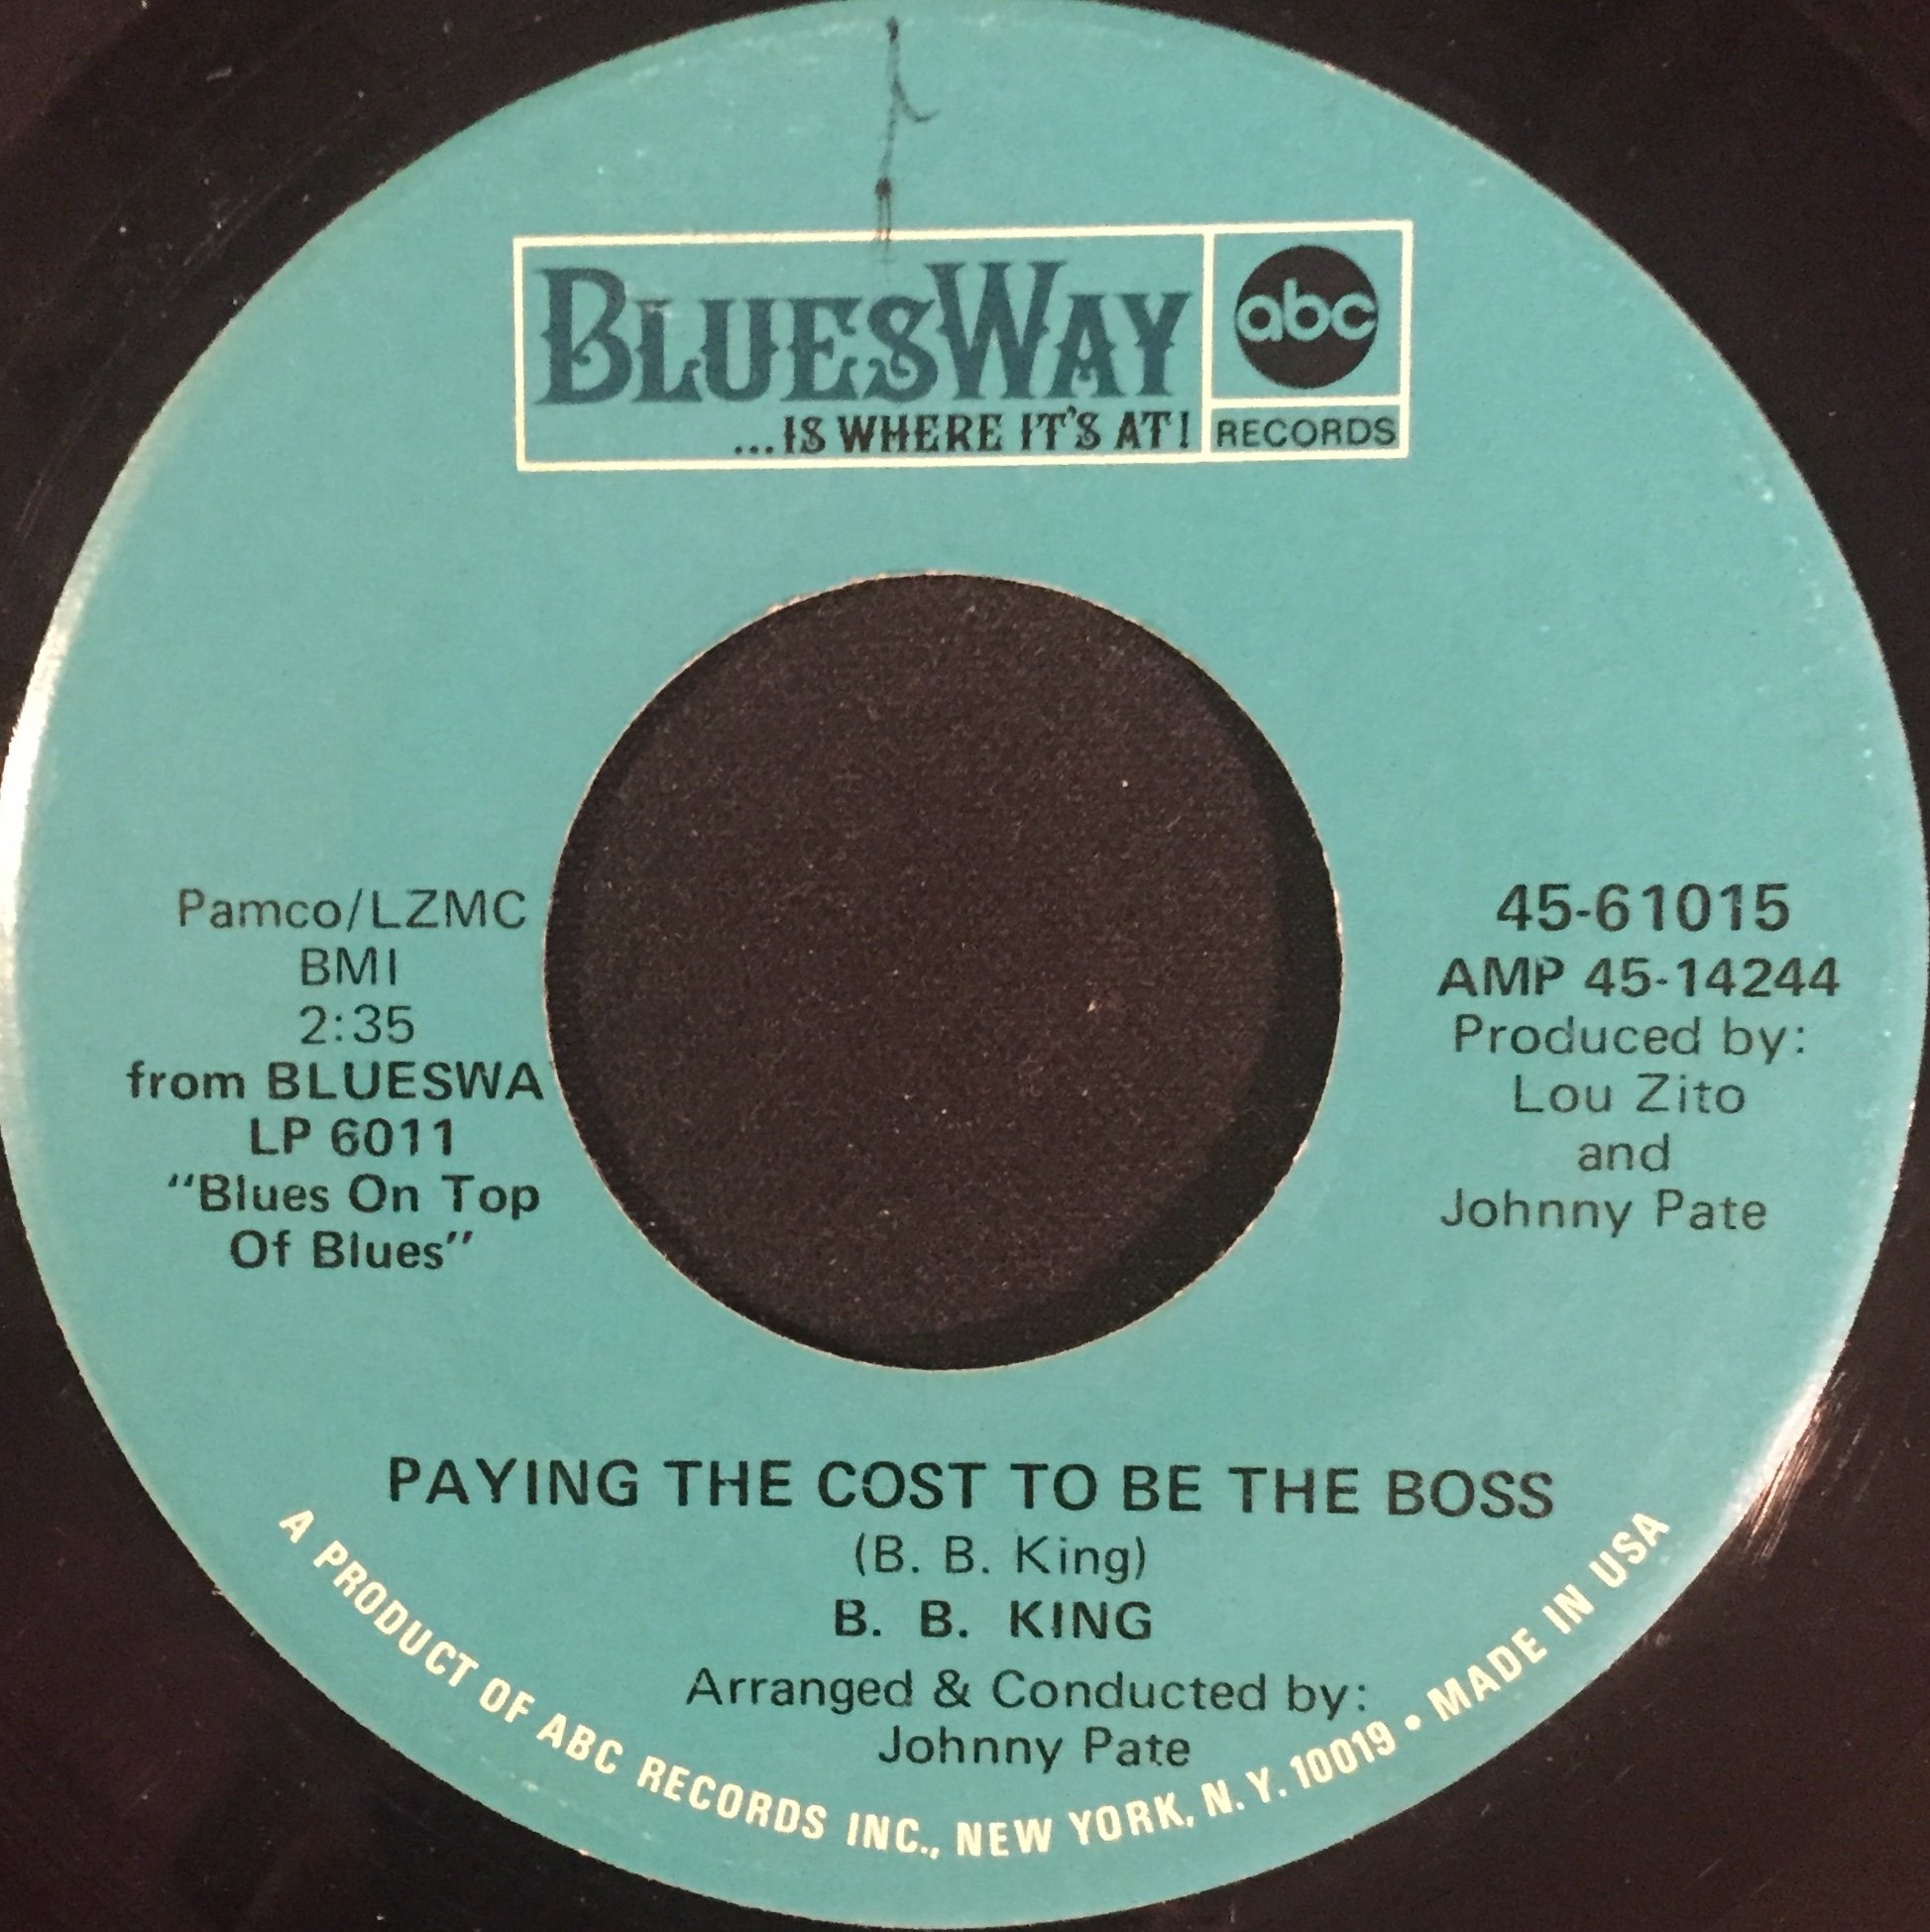 BLUESWAY
...IS WHERE IT'S AT!
abc
RECORDS
Pamco/LZMC
BMI
2:35
from BLUESWA
LP 6011
"Blues On Top
Of Blues"
45-61015
AMP 45-14244
Produced by:
Lou Zito
and
Johnny Pate
PAYING THE COST TO BE THE BOSS
(B. B. King)
B. B. KING
Arranged & Conducted by:
Johnny Pate
A PRODUCT OF ABC RECORDS INC., NEW YORK, N. Y. 10019 • MADE IN USA